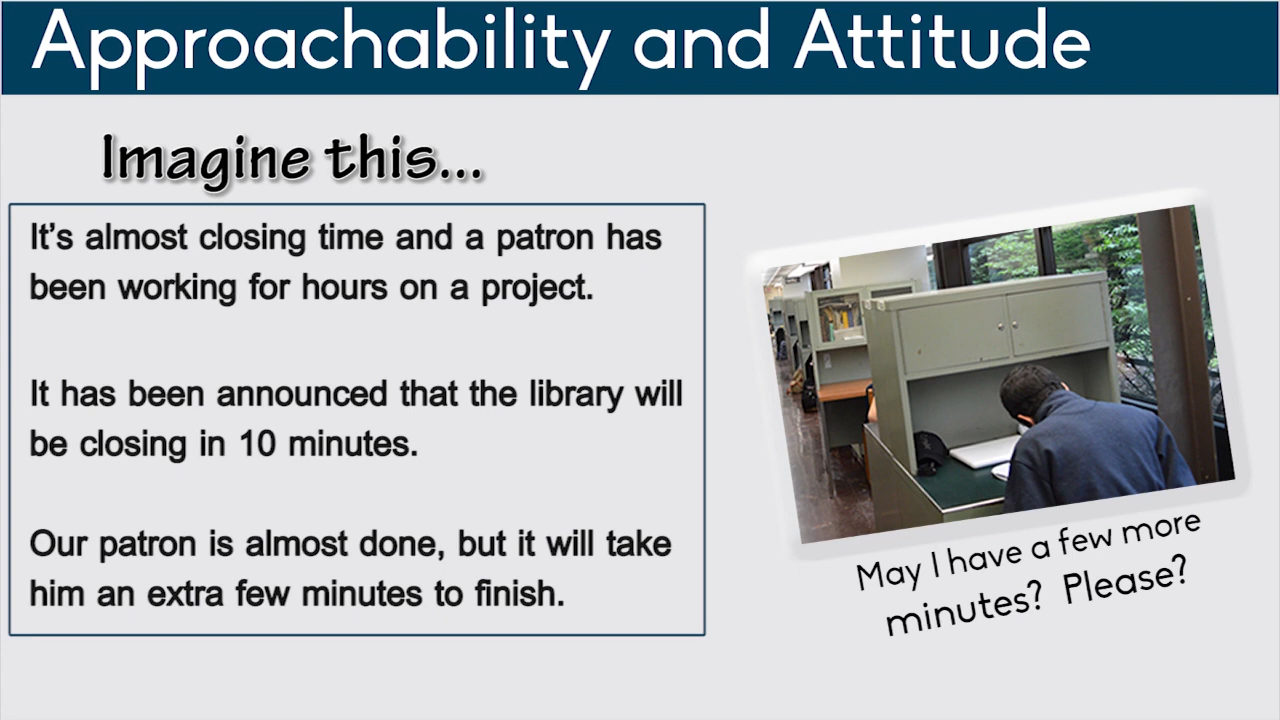 Approachability and Attitude
Imagine this...
It’s almost closing time and a patron has
been working for hours on a project.
It has been announced that the library will
be closing in 10 minutes.
Our patron is almost done, but it will take
him an extra few minutes to finish.
May I have a few more
minutes? Please?